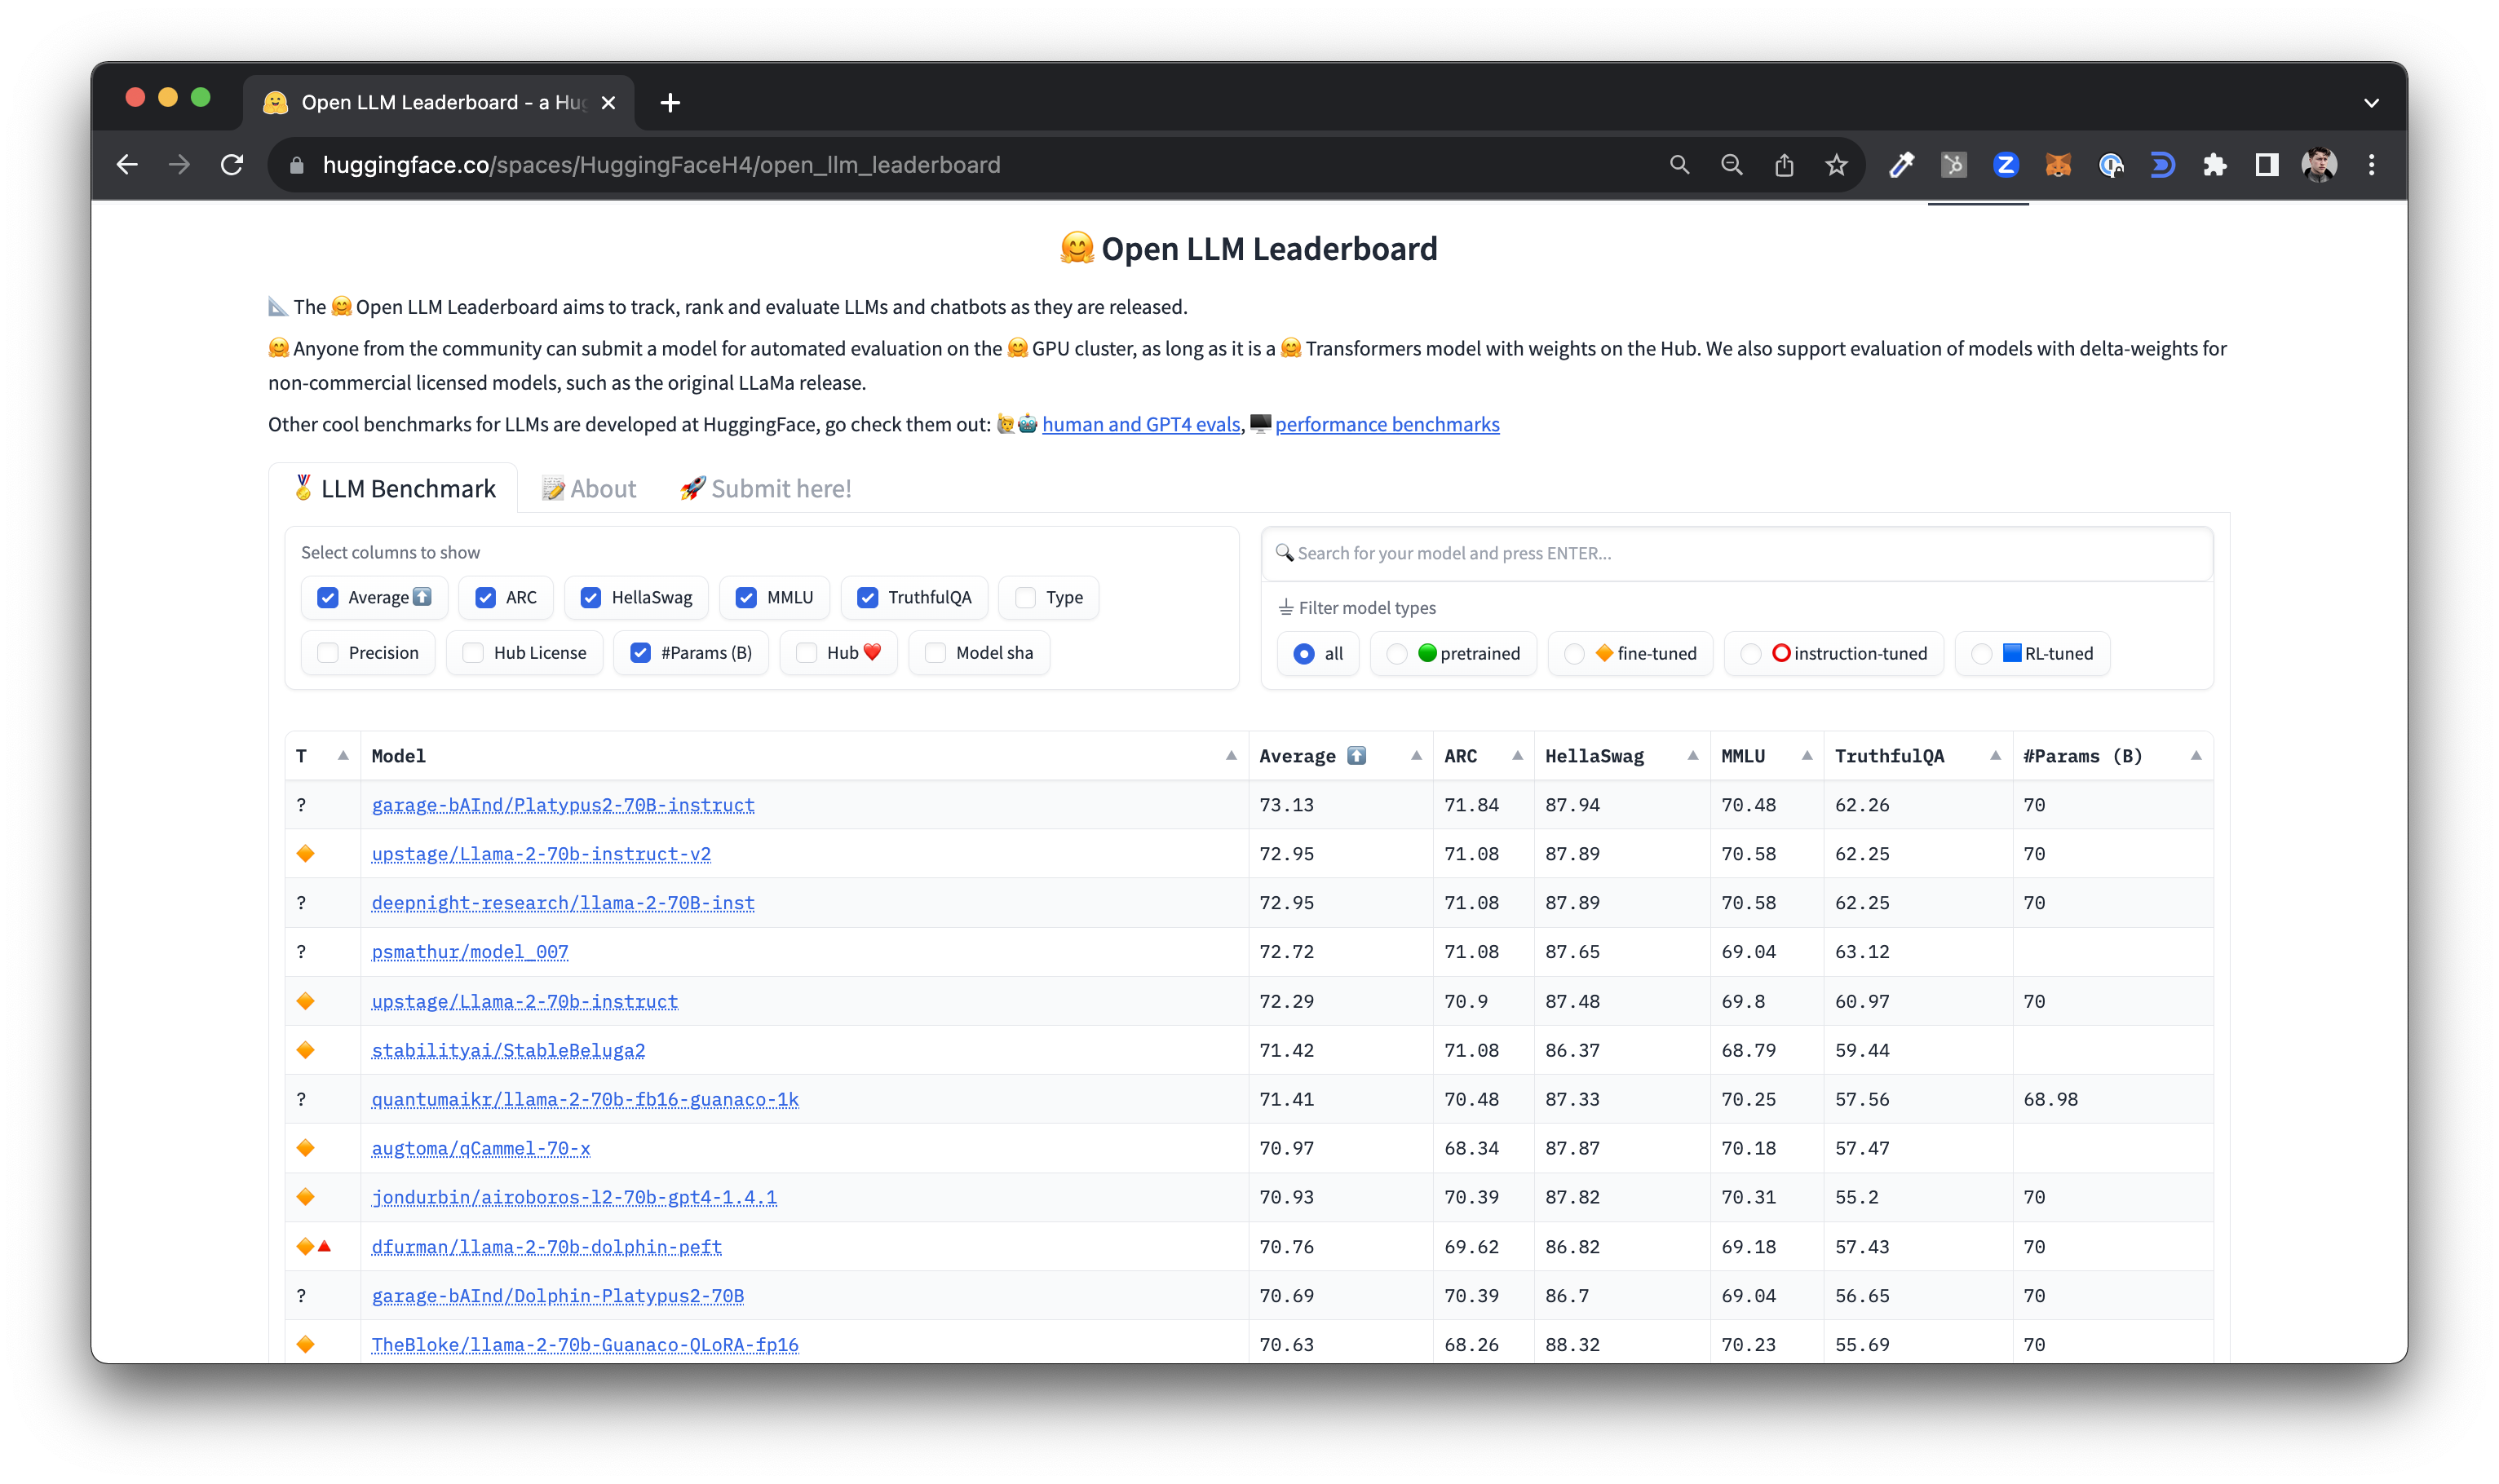 Open LLM Leaderboard - a Hug
huggingface.co/spaces/HuggingFaceH4/open_llm_leaderboard
🤗 Open LLM Leaderboard
📐 The 🤗 Open LLM Leaderboard aims to track, rank and evaluate LLMs and chatbots as they are released.
🤗 Anyone from the community can submit a model for automated evaluation on the 🤗 GPU cluster, as long as it is a 🤗 Transformers model with weights on the Hub. We also support evaluation of models with delta-weights for
non-commercial licensed models, such as the original LLaMa release.
Other cool benchmarks for LLMs are developed at HuggingFace, go check them out: 🙋🤖 human and GPT4 evals, 🖥️ performance benchmarks
🏅 LLM Benchmark 📝 About 🚀 Submit here!
Select columns to show
Average ⬆️ ARC HellaSwag MMLU TruthfulQA Type
Precision Hub License #Params (B) Hub ❤️ Model sha
🔍 Search for your model and press ENTER...
⏚ Filter model types
all 🟢 pretrained 🔶 fine-tuned ⭕ instruction-tuned 🟦 RL-tuned
T Model Average ⬆️ ARC HellaSwag MMLU TruthfulQA #Params (B)
? garage-bAInd/Platypus2-70B-instruct 73.13 71.84 87.94 70.48 62.26 70
🔶 upstage/Llama-2-70b-instruct-v2 72.95 71.08 87.89 70.58 62.25 70
? deepnight-research/llama-2-70B-inst 72.95 71.08 87.89 70.58 62.25 70
? psmathur/model_007 72.72 71.08 87.65 69.04 63.12
🔶 upstage/Llama-2-70b-instruct 72.29 70.9 87.48 69.8 60.97 70
🔶 stabilityai/StableBeluga2 71.42 71.08 86.37 68.79 59.44
? quantumaikr/llama-2-70b-fb16-guanaco-1k 71.41 70.48 87.33 70.25 57.56 68.98
🔶 augtoma/qCammel-70-x 70.97 68.34 87.87 70.18 57.47
🔶 jondurbin/airoboros-l2-70b-gpt4-1.4.1 70.93 70.39 87.82 70.31 55.2 70
🔶🔺 dfurman/llama-2-70b-dolphin-peft 70.76 69.62 86.82 69.18 57.43 70
? garage-bAInd/Dolphin-Platypus2-70B 70.69 70.39 86.7 69.04 56.65 70
🔶 TheBloke/llama-2-70b-Guanaco-QLoRA-fp16 70.63 68.26 88.32 70.23 55.69 70